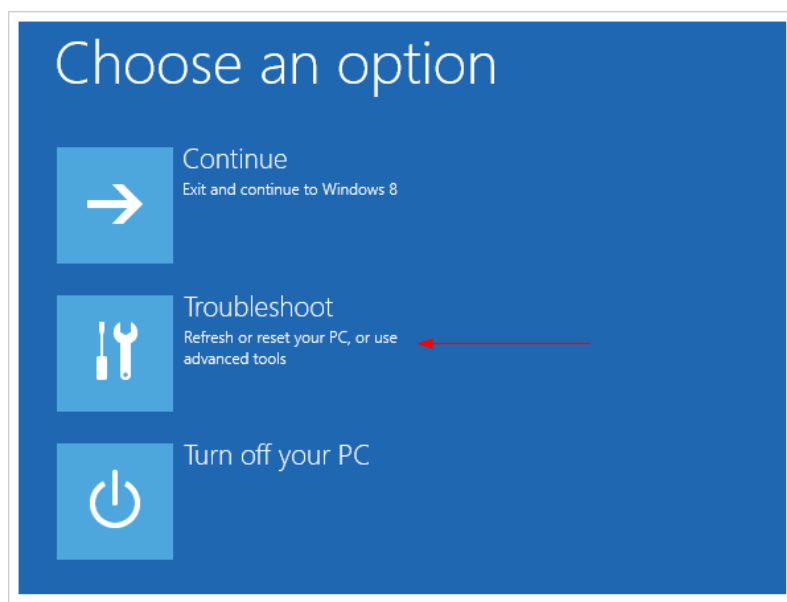 Choose an option
Continue
Exit and continue to Windows 8
Troubleshoot
Refresh or reset your PC, or use
advanced tools
Turn off your PC